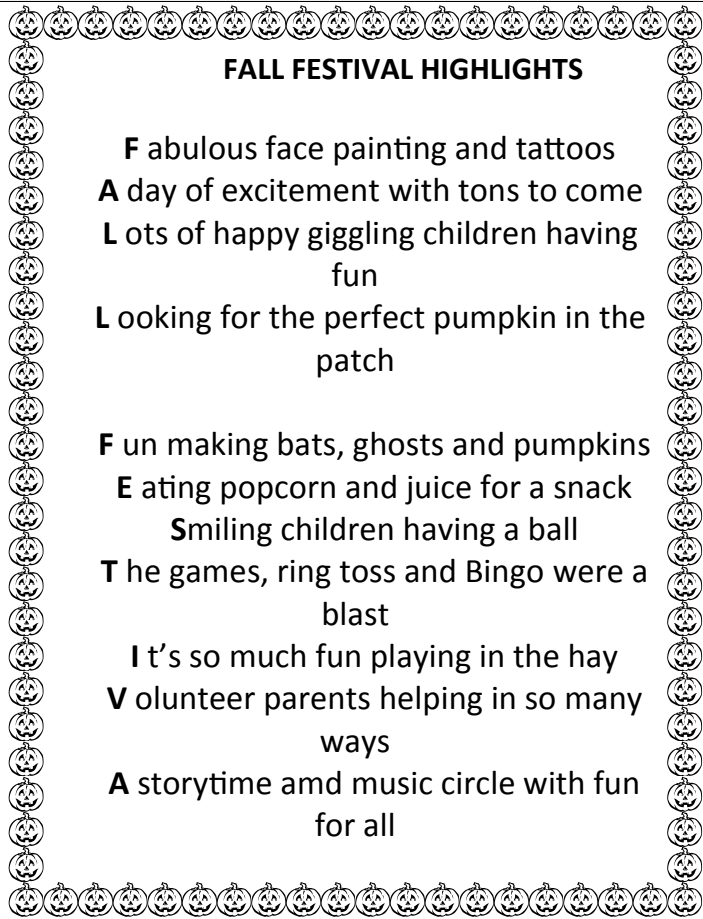 FALL FESTIVAL HIGHLIGHTS
F abulous face painting and tattoos
A day of excitement with tons to come
L ots of happy giggling children having
fun
L ooking for the perfect pumpkin in the
patch
F un making bats, ghosts and pumpkins
E ating popcorn and juice for a snack
Smiling children having a ball
T he games, ring toss and Bingo were a
blast
I t’s so much fun playing in the hay
V olunteer parents helping in so many
ways
A storytime amd music circle with fun
for all